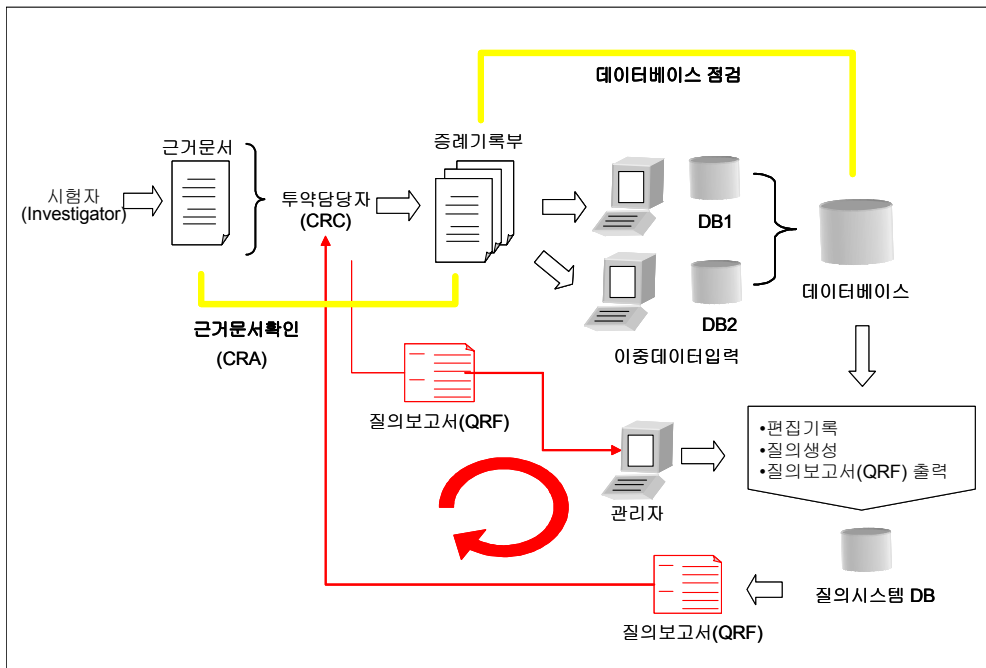 데이터베이스 점검
근거문서
증례기록부
시험자
(Investigator)
투약담당자
(CRC)
DB1
DB2
이중데이터입력
데이터베이스
근거문서확인
(CRA)
질의보고서(QRF)
•편집기록
•질의생성
•질의보고서(QRF) 출력
관리자
질의시스템 DB
질의보고서(QRF)